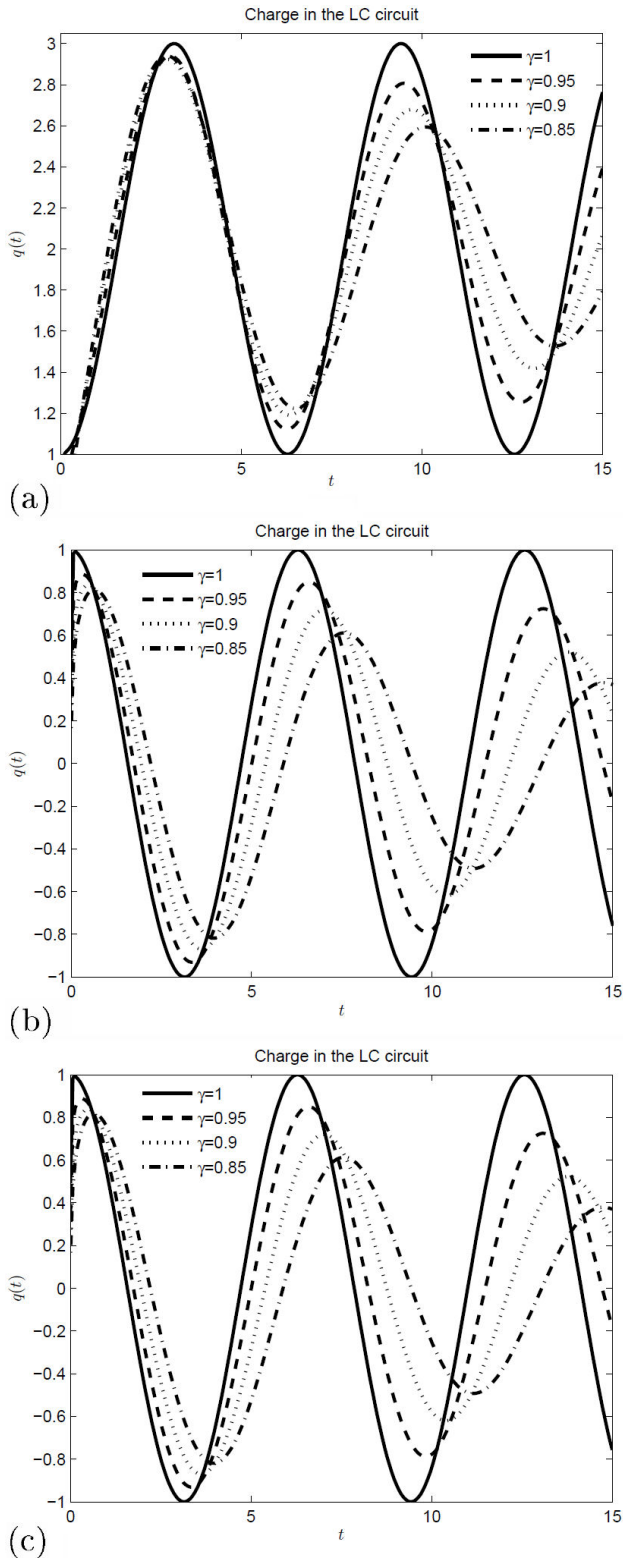 Charge in the LC circuit
3
2.8
2.6
2.4
2.2
2
1.8
1.6
1.4
1.2
1
q(t)
γ=1
γ=0.95
γ=0.9
γ=0.85
0 5 10 15
t
(a)
Charge in the LC circuit
1
0.8
0.6
0.4
0.2
0
−0.2
−0.4
−0.6
−0.8
−1
q(t)
γ=1
γ=0.95
γ=0.9
γ=0.85
0 5 10 15
t
(b)
Charge in the LC circuit
1
0.8
0.6
0.4
0.2
0
−0.2
−0.4
−0.6
−0.8
−1
q(t)
γ=1
γ=0.95
γ=0.9
γ=0.85
0 5 10 15
t
(c)